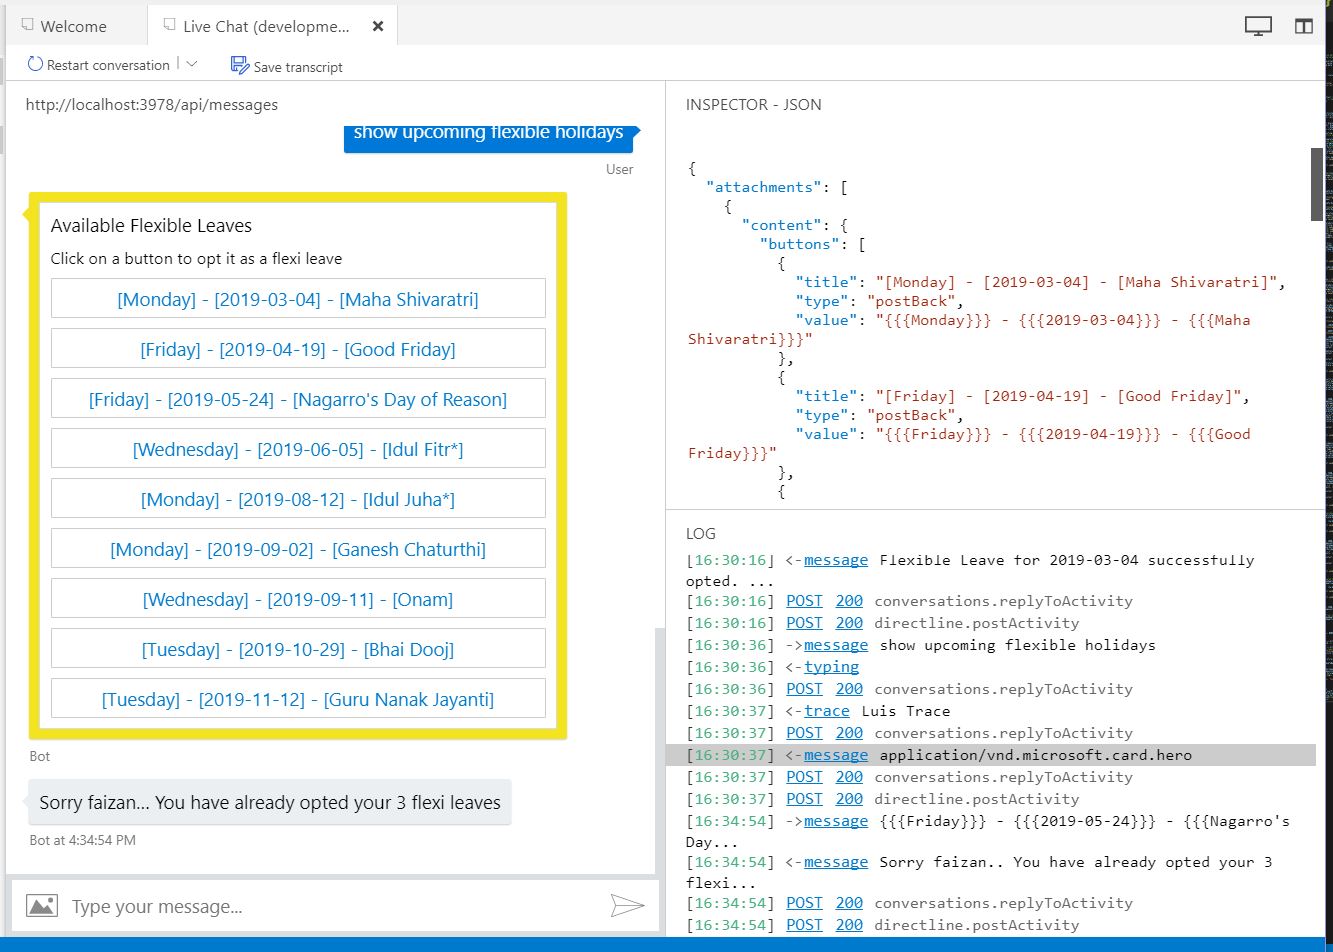 Welcome
Live Chat (developme...
Restart conversation
Save transcript
http://localhost:3978/api/messages
show upcoming flexible holidays
User
Available Flexible Leaves
Click on a button to opt it as a flexi leave
[Monday] - [2019-03-04] - [Maha Shivaratri]
[Friday] - [2019-04-19] - [Good Friday]
[Friday] - [2019-05-24] - [Nagarro's Day of Reason]
[Wednesday] - [2019-06-05] - [Idul Fitr*]
[Monday] - [2019-08-12] - [Idul Juha*]
[Monday] - [2019-09-02] - [Ganesh Chaturthi]
[Wednesday] - [2019-09-11] - [Onam]
[Tuesday] - [2019-10-29] - [Bhai Dooj]
[Tuesday] - [2019-11-12] - [Guru Nanak Jayanti]
Bot
Sorry faizan... You have already opted your 3 flexi leaves
Bot at 4:34:54 PM
Type your message...
INSPECTOR - JSON
{
"attachments": [
{
"content": {
"buttons": [
{
"title": "[Monday] - [2019-03-04] - [Maha Shivaratri]",
"type": "postBack",
"value": "{{{Monday}}} - {{{2019-03-04}}} - {{{Maha
Shivaratri}}}"
},
{
"title": "[Friday] - [2019-04-19] - [Good Friday]",
"type": "postBack",
"value": "{{{Friday}}} - {{{2019-04-19}}} - {{{Good
Friday}}}"
},
{
LOG
[16:30:16] <-message Flexible Leave for 2019-03-04 successfully
opted. ...
[16:30:16] POST 200 conversations.replyToActivity
[16:30:16] POST 200 directline.postActivity
[16:30:36] ->message show upcoming flexible holidays
[16:30:36] <-typing
[16:30:36] POST 200 conversations.replyToActivity
[16:30:37] <-trace Luis Trace
[16:30:37] POST 200 conversations.replyToActivity
[16:30:37] <-message application/vnd.microsoft.card.hero
[16:30:37] POST 200 conversations.replyToActivity
[16:30:37] POST 200 directline.postActivity
[16:34:54] ->message {{{Friday}}} - {{{2019-05-24}}} - {{{Nagarro's
Day...
[16:34:54] <-message Sorry faizan.. You have already opted your 3
flexi...
[16:34:54] POST 200 conversations.replyToActivity
[16:34:54] POST 200 directline.postActivity